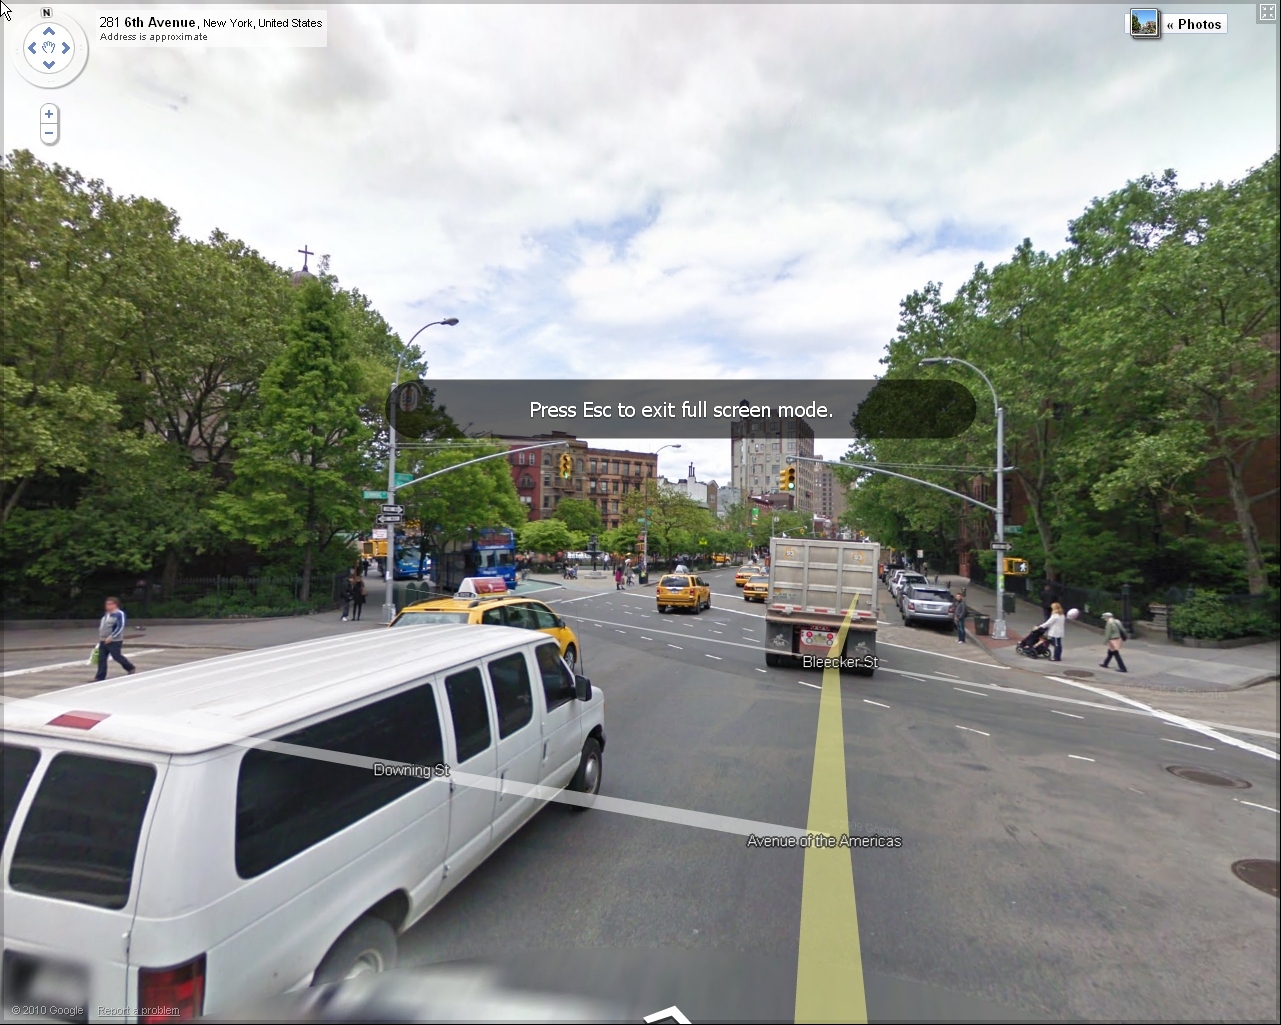 N
281 6th Avenue, New York, United States
Address is approximate
« Photos
+
−
Press Esc to exit full screen mode.
Bleecker St
Downing St
Avenue of the Americas
© 2010 Google
Report a problem